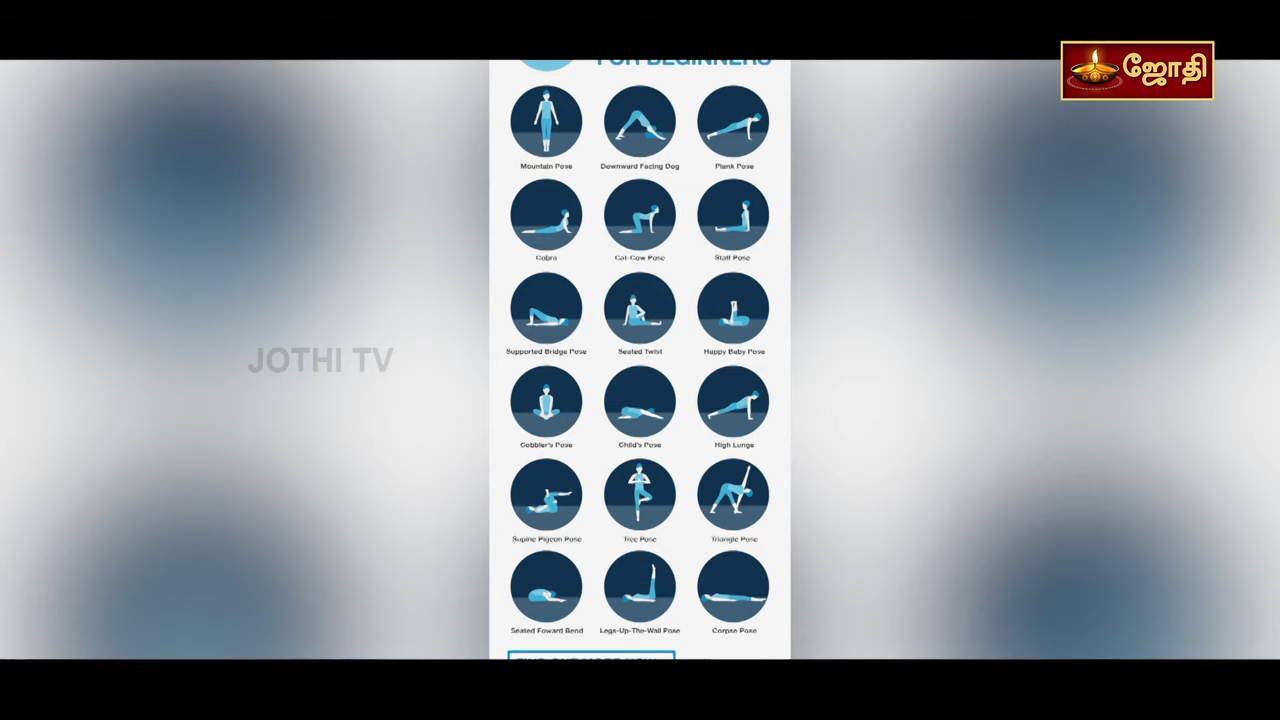 FOR BEGINNERS
ஜோதி
Mountain Pose
Downward Facing Dog
Plank Pose
Cobra
Cat-Cow Pose
Staff Pose
Supported Bridge Pose
Seated Twist
Happy Baby Pose
JOTHI TV
Cobbler's Pose
Child's Pose
High Lunge
Supine Pigeon Pose
Tree Pose
Triangle Pose
Seated Foward Bend
Legs-Up-The-Wall Pose
Corpse Pose